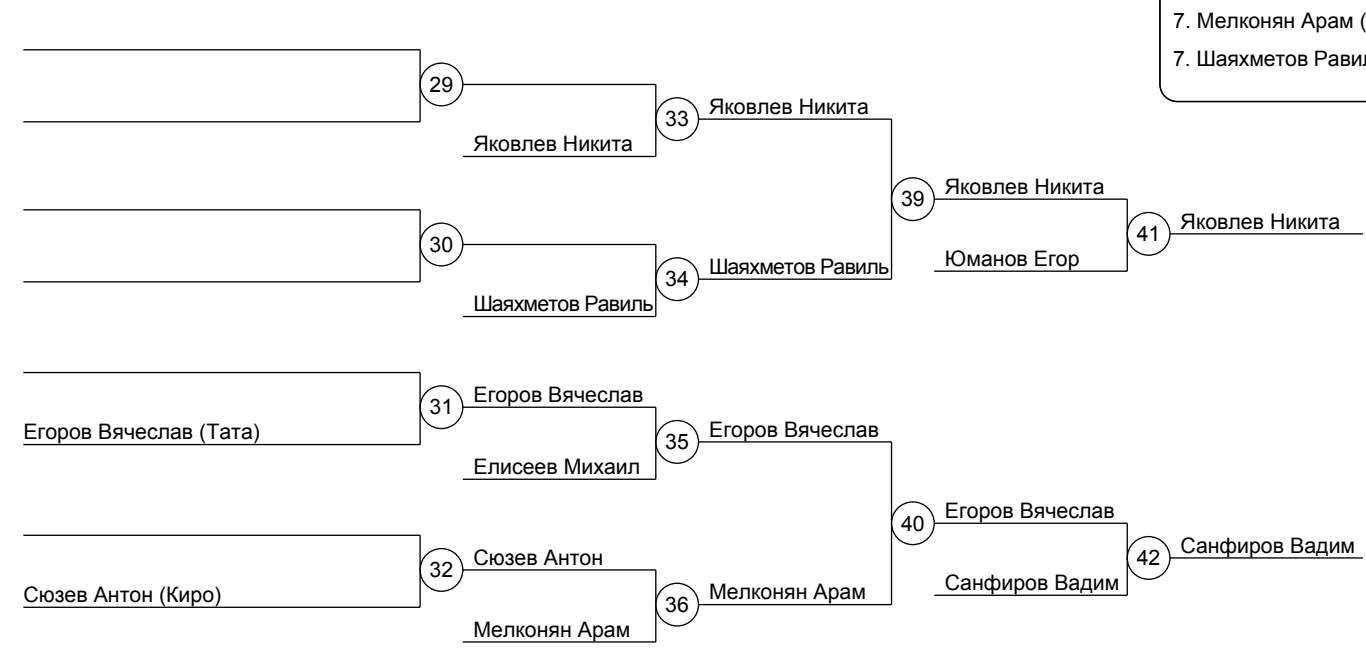 7. Мелконян Арам (
7. Шаяхметов Равил
29
Яковлев Никита
33
Яковлев Никита
39
Яковлев Никита
Юманов Егор
41
Яковлев Никита
30
Шаяхметов Равиль
34
Шаяхметов Равиль
Егоров Вячеслав (Тата)
31
Егоров Вячеслав
Елисеев Михаил
35
Егоров Вячеслав
40
Егоров Вячеслав
Санфиров Вадим
42
Санфиров Вадим
Сюзев Антон (Киро)
32
Сюзев Антон
Мелконян Арам
36
Мелконян Арам